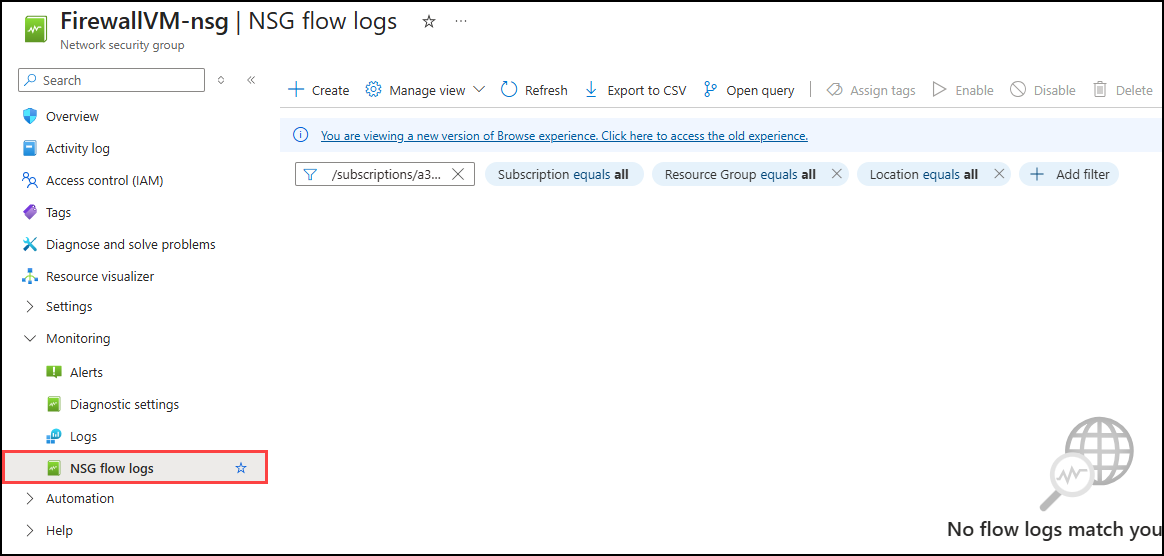 FirewallVM-nsg | NSG flow logs
Network security group
Search
Overview
Activity log
Access control (IAM)
Tags
Diagnose and solve problems
Resource visualizer
Settings
Monitoring
Alerts
Diagnostic settings
Logs
NSG flow logs
Automation
Help
Create Manage view Refresh Export to CSV Open query Assign tags Enable Disable Delete
You are viewing a new version of Browse experience. Click here to access the old experience.
/subscriptions/a3... Subscription equals all Resource Group equals all Location equals all Add filter
No flow logs match you